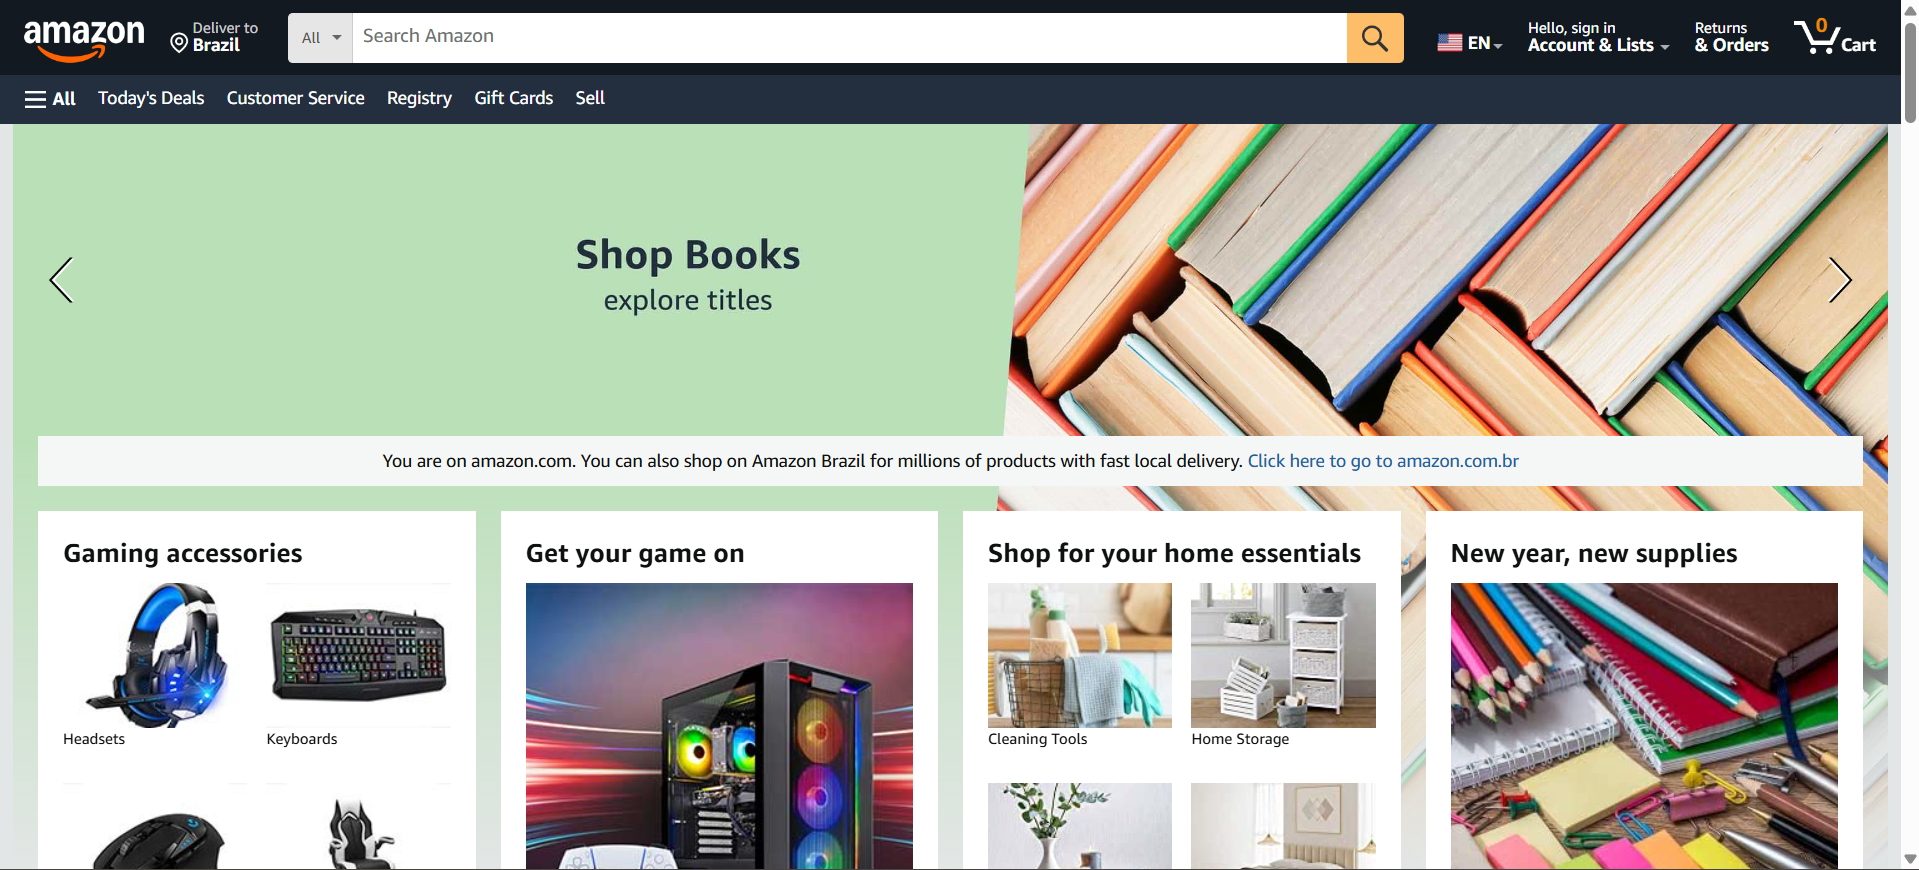 amazon
Deliver to
Brazil
All
Search Amazon
EN
Hello, sign in
Account & Lists
Returns
& Orders
0
Cart
All
Today's Deals
Customer Service
Registry
Gift Cards
Sell
Shop Books
explore titles
You are on amazon.com. You can also shop on Amazon Brazil for millions of products with fast local delivery. Click here to go to amazon.com.br
Gaming accessories
Headsets
Keyboards
Get your game on
Shop for your home essentials
Cleaning Tools
Home Storage
New year, new supplies